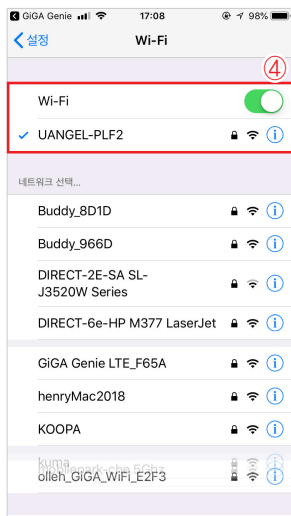 GiGA Genie 17:08 98%
설정 Wi-Fi
④
Wi-Fi
UANGEL-PLF2
네트워크 선택...
Buddy_8D1D
Buddy_966D
DIRECT-2E-SA SL-
J3520W Series
DIRECT-6e-HP M377 LaserJet
GiGA Genie LTE_F65A
henryMac2018
KOOPA
kuma
olleh_GiGA_WiFi_E2F3